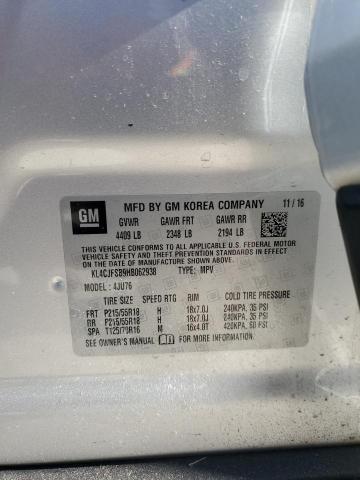 GM
MFD BY GM KOREA COMPANY 11/16
GVWR GAWR FRT GAWR RR
4409 LB 2348 LB 2194 LB
THIS VEHICLE CONFORMS TO ALL APPLICABLE U.S. FEDERAL MOTOR
VEHICLE SAFETY, BUMPER, AND THEFT PREVENTION STANDARDS IN EFFECT ON THE DATE
OF MANUFACTURE SHOWN ABOVE.
KL4CJFSB9HB062938 TYPE: MPV
MODEL: 4JU76
TIRE SIZE SPEED RTG RIM COLD TIRE PRESSURE
FRT P215/55R18 H 18x7.0J 240KPA, 35 PSI
RR P215/55R18 H 18x7.0J 240KPA, 35 PSI
SPA T125/70R16 M 16x4.0T 420KPA, 60 PSI
SEE OWNER'S MANUAL FOR MORE INFORMATION